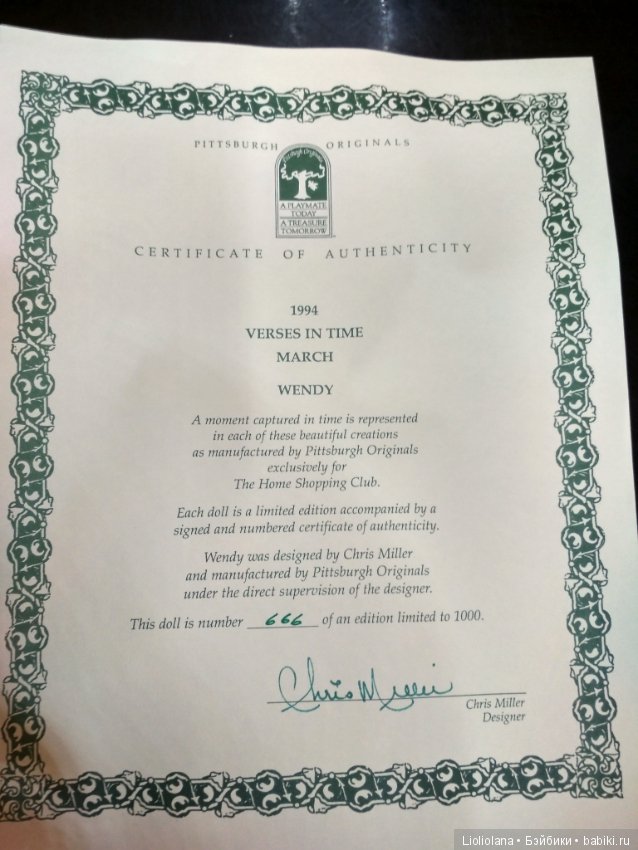 PITTSBURGH ORIGINALS
Pittsburgh Originals
A PLAYMATE
TODAY
A TREASURE
TOMORROW
CERTIFICATE OF AUTHENTICITY
1994
VERSES IN TIME
MARCH
WENDY
A moment captured in time is represented
in each of these beautiful creations
as manufactured by Pittsburgh Originals
exclusively for
The Home Shopping Club.
Each doll is a limited edition accompanied by a
signed and numbered certificate of authenticity.
Wendy was designed by Chris Miller
and manufactured by Pittsburgh Originals
under the direct supervision of the designer.
This doll is number 666 of an edition limited to 1000.
Chris Miller
Chris Miller
Designer
Lioliolana • Бэйбики • babiki.ru